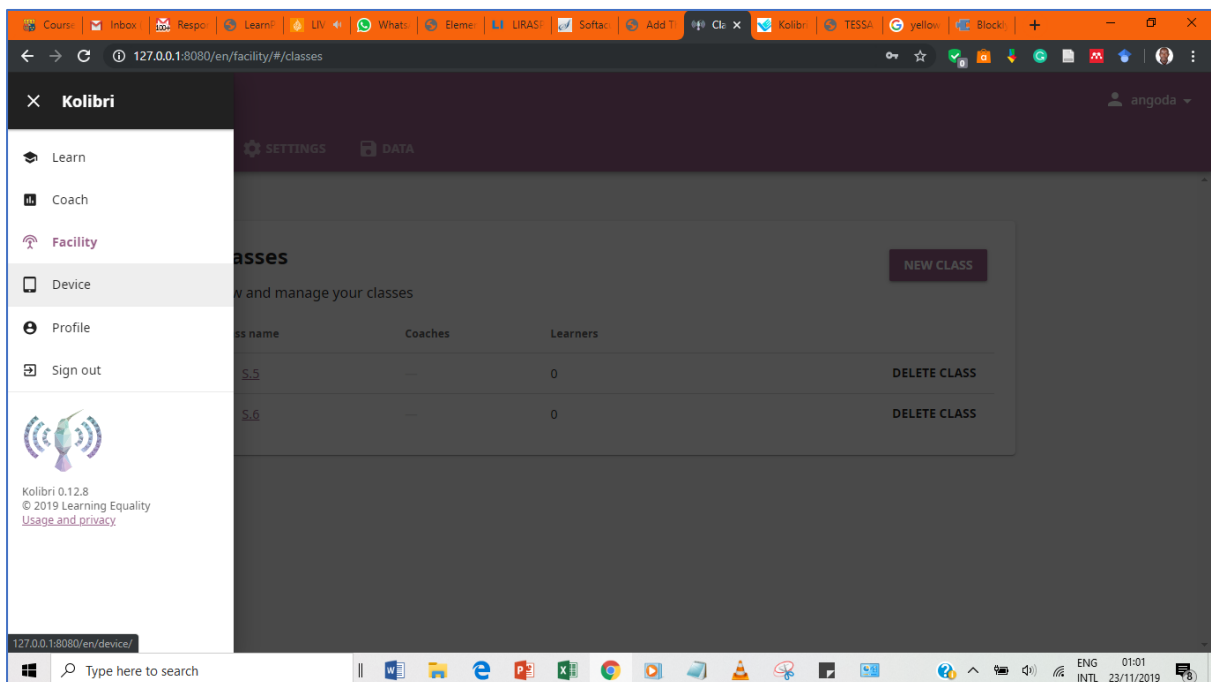 Course
Inbox
Respo
LearnP
LIV
Whats
Eleme
LI LIRASP
Softac
Add T
Cla
Kolibri
TESSA
yellow
Blockly
127.0.0.1:8080/en/facility/#/classes
Kolibri
angoda
Learn
SETTINGS
DATA
Coach
Facility
asses
NEW CLASS
Device
w and manage your classes
Profile
ss name Coaches Learners
Sign out
S.5 — 0 DELETE CLASS
S.6 — 0 DELETE CLASS
Kolibri 0.12.8
© 2019 Learning Equality
Usage and privacy
127.0.0.1:8080/en/device/
Type here to search
ENG 01:01
INTL 23/11/2019